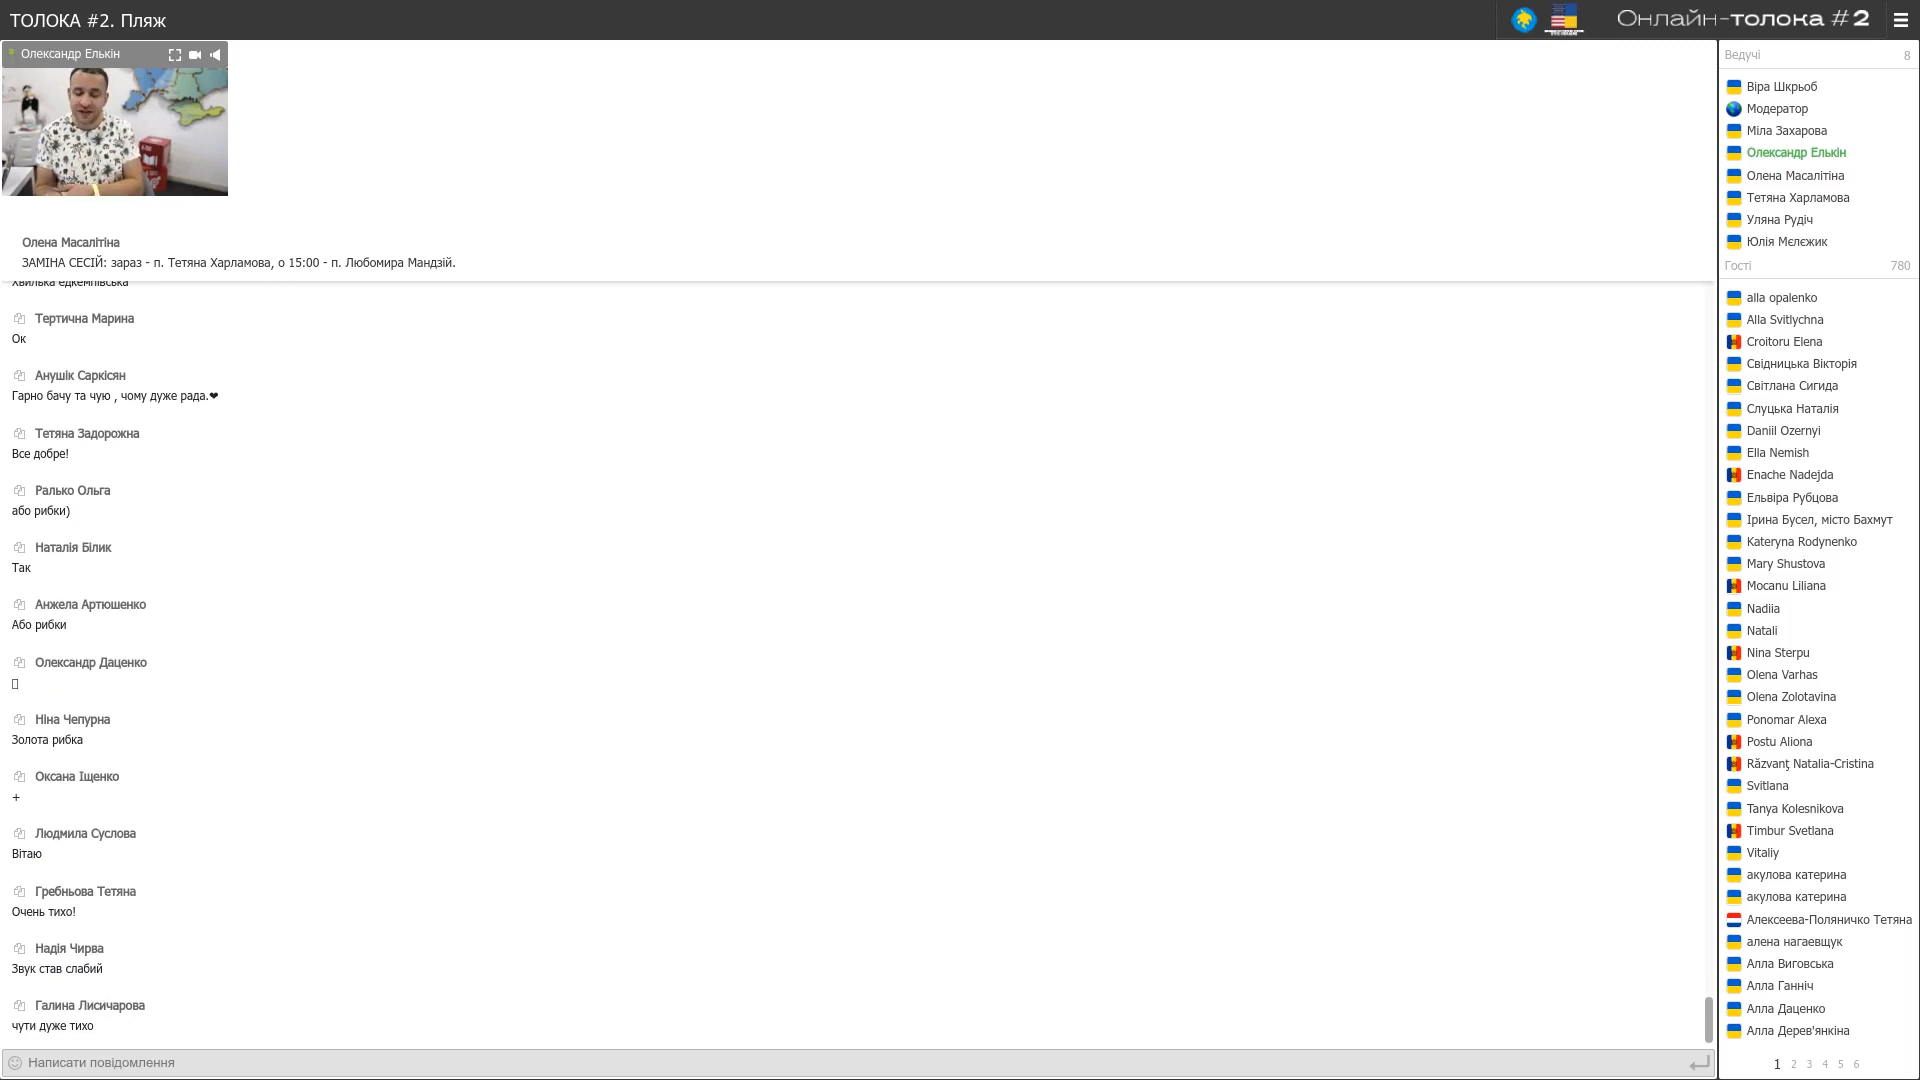 ТОЛОКА #2. Пляж
Онлайн-толока #2
Олександр Елькін
Олена Масалітіна
ЗАМІНА СЕСІЙ: зараз - п. Тетяна Харламова, о 15:00 - п. Любомира Мандзій.
Хвилька едкемпівська
Тертична Марина
Ок
Анушік Саркісян
Гарно бачу та чую , чому дуже рада.❤
Тетяна Задорожна
Все добре!
Ралько Ольга
або рибки)
Наталія Білик
Так
Анжела Артюшенко
Або рибки
Олександр Даценко
Ніна Чепурна
Золота рибка
Оксана Іщенко
+
Людмила Суслова
Вітаю
Гребньова Тетяна
Очень тихо!
Надія Чирва
Звук став слабий
Галина Лисичарова
чути дуже тихо
Написати повідомлення
Ведучі 8
Віра Шкрьоб
Модератор
Міла Захарова
Олександр Елькін
Олена Масалітіна
Тетяна Харламова
Уляна Рудіч
Юлія Мєлєжик
Гості 780
alla opalenko
Alla Svitlychna
Croitoru Elena
Свідницька Вікторія
Світлана Сигида
Слуцька Наталія
Daniil Ozernyi
Ella Nemish
Enache Nadejda
Ельвіра Рубцова
Ірина Бусел, місто Бахмут
Kateryna Rodynenko
Mary Shustova
Mocanu Liliana
Nadiia
Natali
Nina Sterpu
Olena Varhas
Olena Zolotavina
Ponomar Alexa
Postu Aliona
Răzvanţ Natalia-Cristina
Svitlana
Tanya Kolesnikova
Timbur Svetlana
Vitaliy
акулова катерина
акулова катерина
Алексеева-Поляничко Тетяна
алена нагаевщук
Алла Виговська
Алла Ганніч
Алла Даценко
Алла Дерев'янкіна
1 2 3 4 5 6